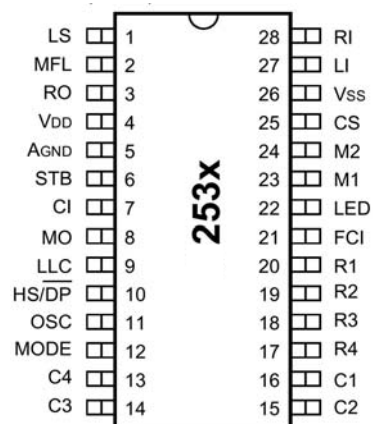 LS 1 28 RI
MFL 2 27 LI
RO 3 26 VSS
VDD 4 25 CS
AGND 5 24 M2
STB 6 23 M1
CI 7 22 LED
MO 8 21 FCI
LLC 9 20 R1
HS/DP 10 19 R2
OSC 11 18 R3
MODE 12 17 R4
C4 13 16 C1
C3 14 15 C2
253x